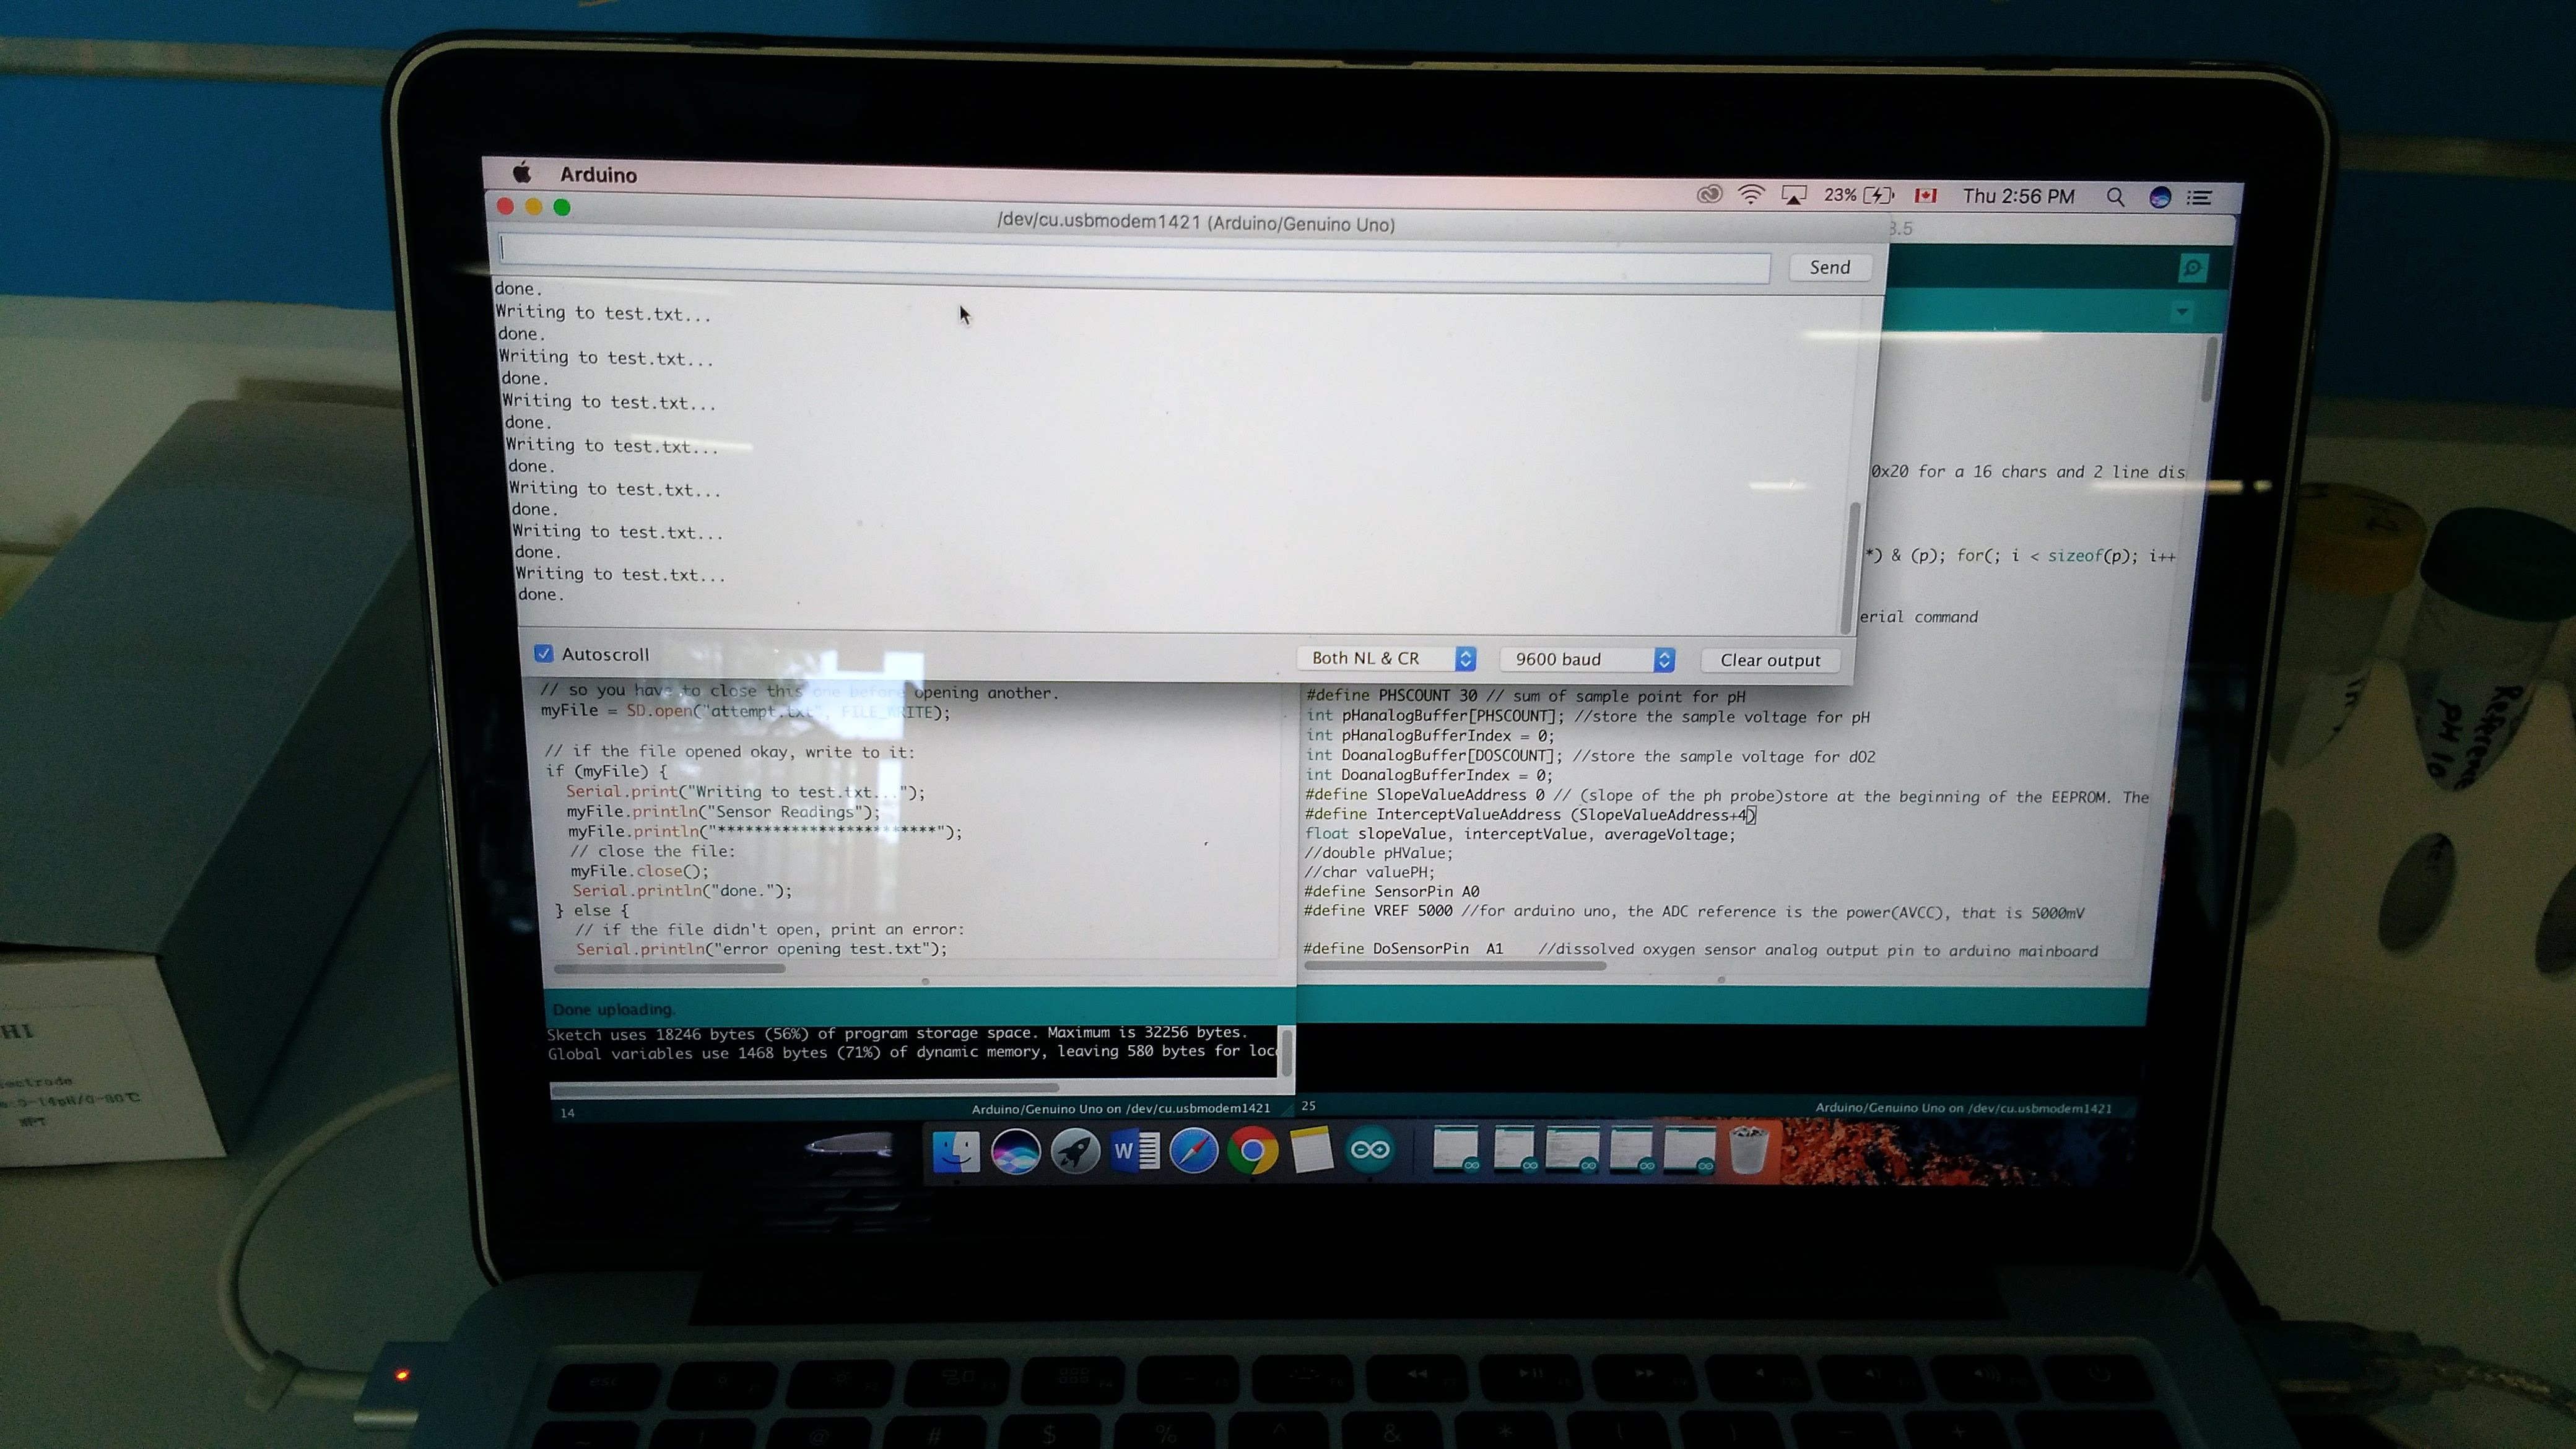 Arduino
23%
Thu 2:56 PM
/dev/cu.usbmodem1421 (Arduino/Genuino Uno)
3.5
Send
done.
Writing to test.txt...
done.
Writing to test.txt...
done.
Writing to test.txt...
done.
Writing to test.txt...
done.
Writing to test.txt...
done.
Writing to test.txt...
done.
Writing to test.txt...
done.
0x20 for a 16 chars and 2 line dis
*) & (p); for(; i < sizeof(p); i++
erial command
Autoscroll
Both NL & CR
9600 baud
Clear output
// so you have to close this one before opening another.
myFile = SD.open("attempt.txt", FILE_WRITE);
// if the file opened okay, write to it:
if (myFile) {
Serial.print("Writing to test.txt...");
myFile.println("Sensor Readings");
myFile.println("************************");
// close the file:
myFile.close();
Serial.println("done.");
} else {
// if the file didn't open, print an error:
Serial.println("error opening test.txt");
Done uploading.
Sketch uses 18246 bytes (56%) of program storage space. Maximum is 32256 bytes.
Global variables use 1468 bytes (71%) of dynamic memory, leaving 580 bytes for loc
14
Arduino/Genuino Uno on /dev/cu.usbmodem1421
#define PHSCOUNT 30 // sum of sample point for pH
int pHanalogBuffer[PHSCOUNT]; //store the sample voltage for pH
int pHanalogBufferIndex = 0;
int DoanalogBuffer[DOSCOUNT]; //store the sample voltage for dO2
int DoanalogBufferIndex = 0;
#define SlopeValueAddress 0 // (slope of the ph probe)store at the beginning of the EEPROM. The
#define InterceptValueAddress (SlopeValueAddress+4)
float slopeValue, interceptValue, averageVoltage;
//double pHValue;
//char valuePH;
#define SensorPin A0
#define VREF 5000 //for arduino uno, the ADC reference is the power(AVCC), that is 5000mV
#define DoSensorPin A1 //dissolved oxygen sensor analog output pin to arduino mainboard
25
Arduino/Genuino Uno on /dev/cu.usbmodem1421
W
esc
@
#
$
%
^
&
*
Reference
pH 10